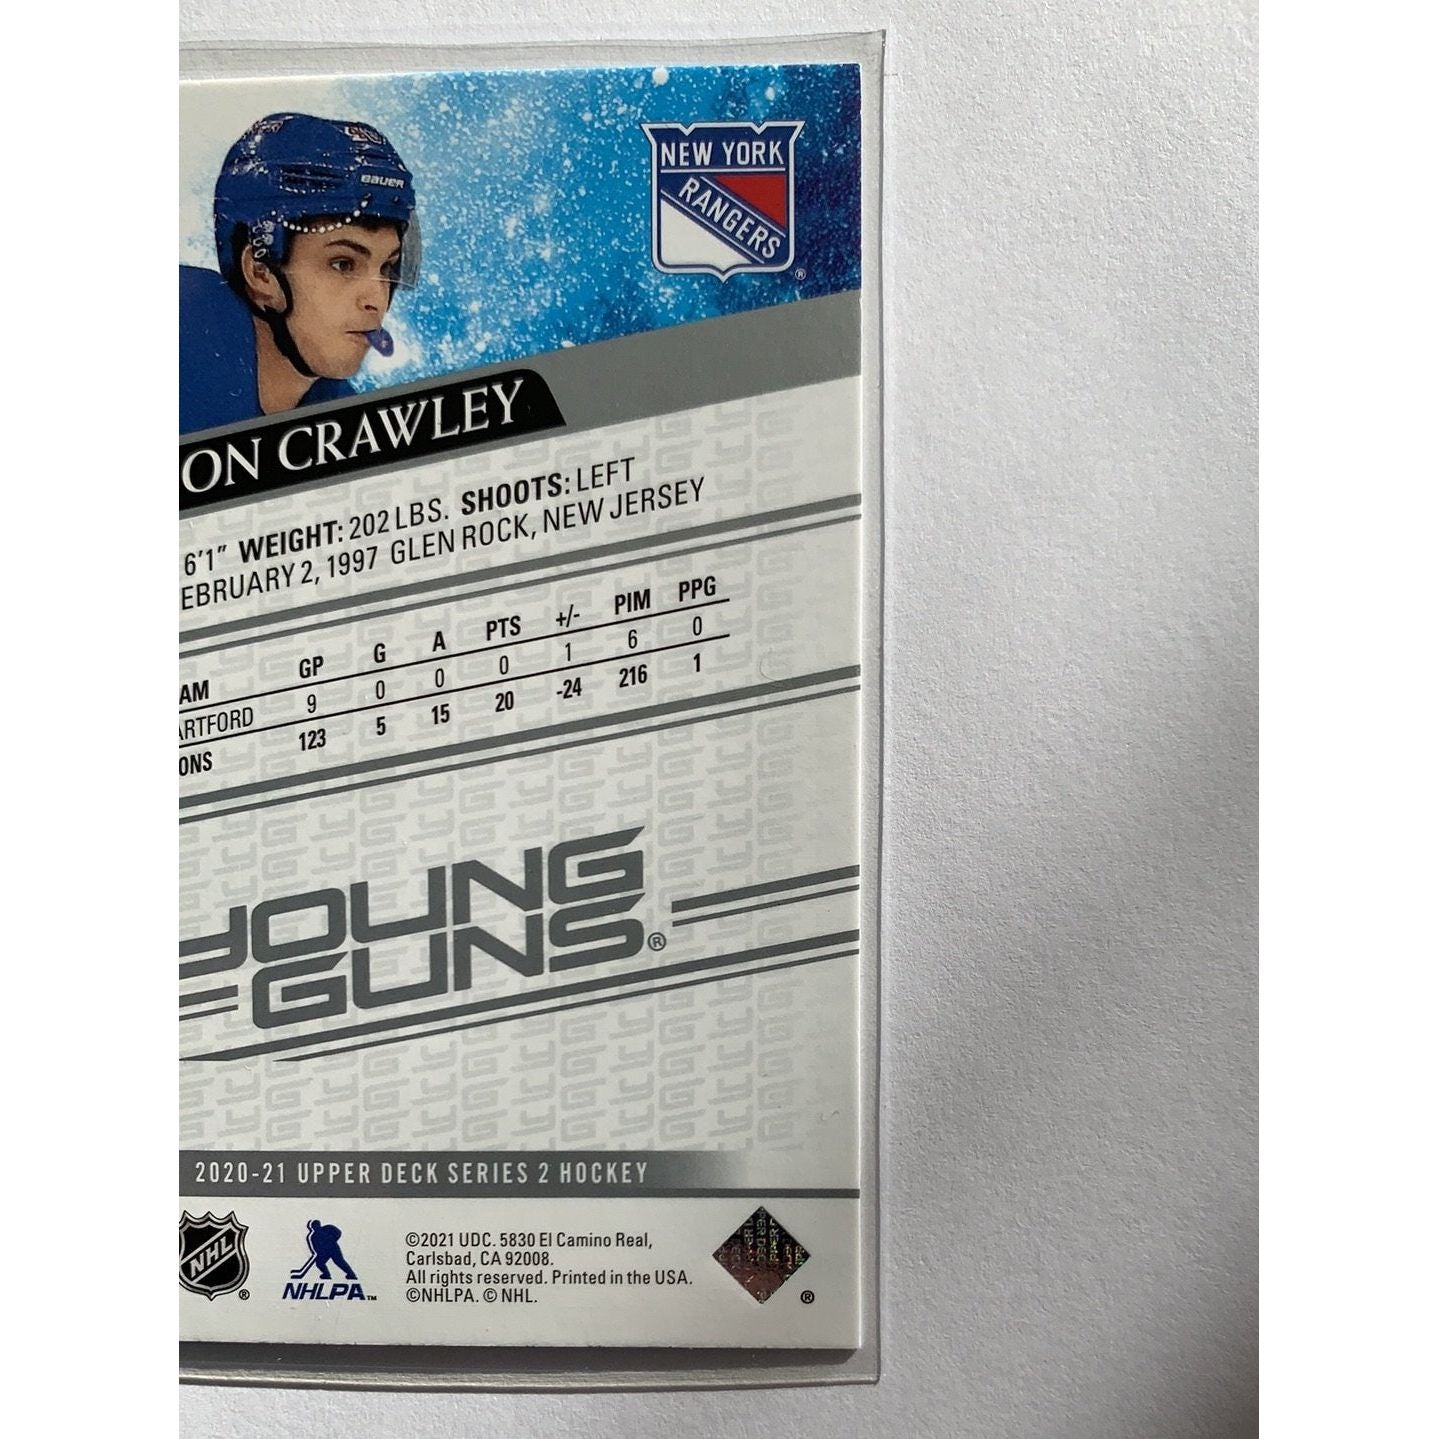 BAUER
NEW YORK
RANGERS
®
ON CRAWLEY
6'1" WEIGHT: 202 LBS. SHOOTS: LEFT
EBRUARY 2, 1997 GLEN ROCK, NEW JERSEY
AM GP G A PTS +/- PIM PPG
ARTFORD 9 0 0 0 1 6 0
ONS 123 5 15 20 -24 216 1
YOUNG
GUNS®
2020-21 UPPER DECK SERIES 2 HOCKEY
NHL ®
NHLPA™
©2021 UDC. 5830 El Camino Real,
Carlsbad, CA 92008.
All rights reserved. Printed in the USA.
©NHLPA. © NHL.
®